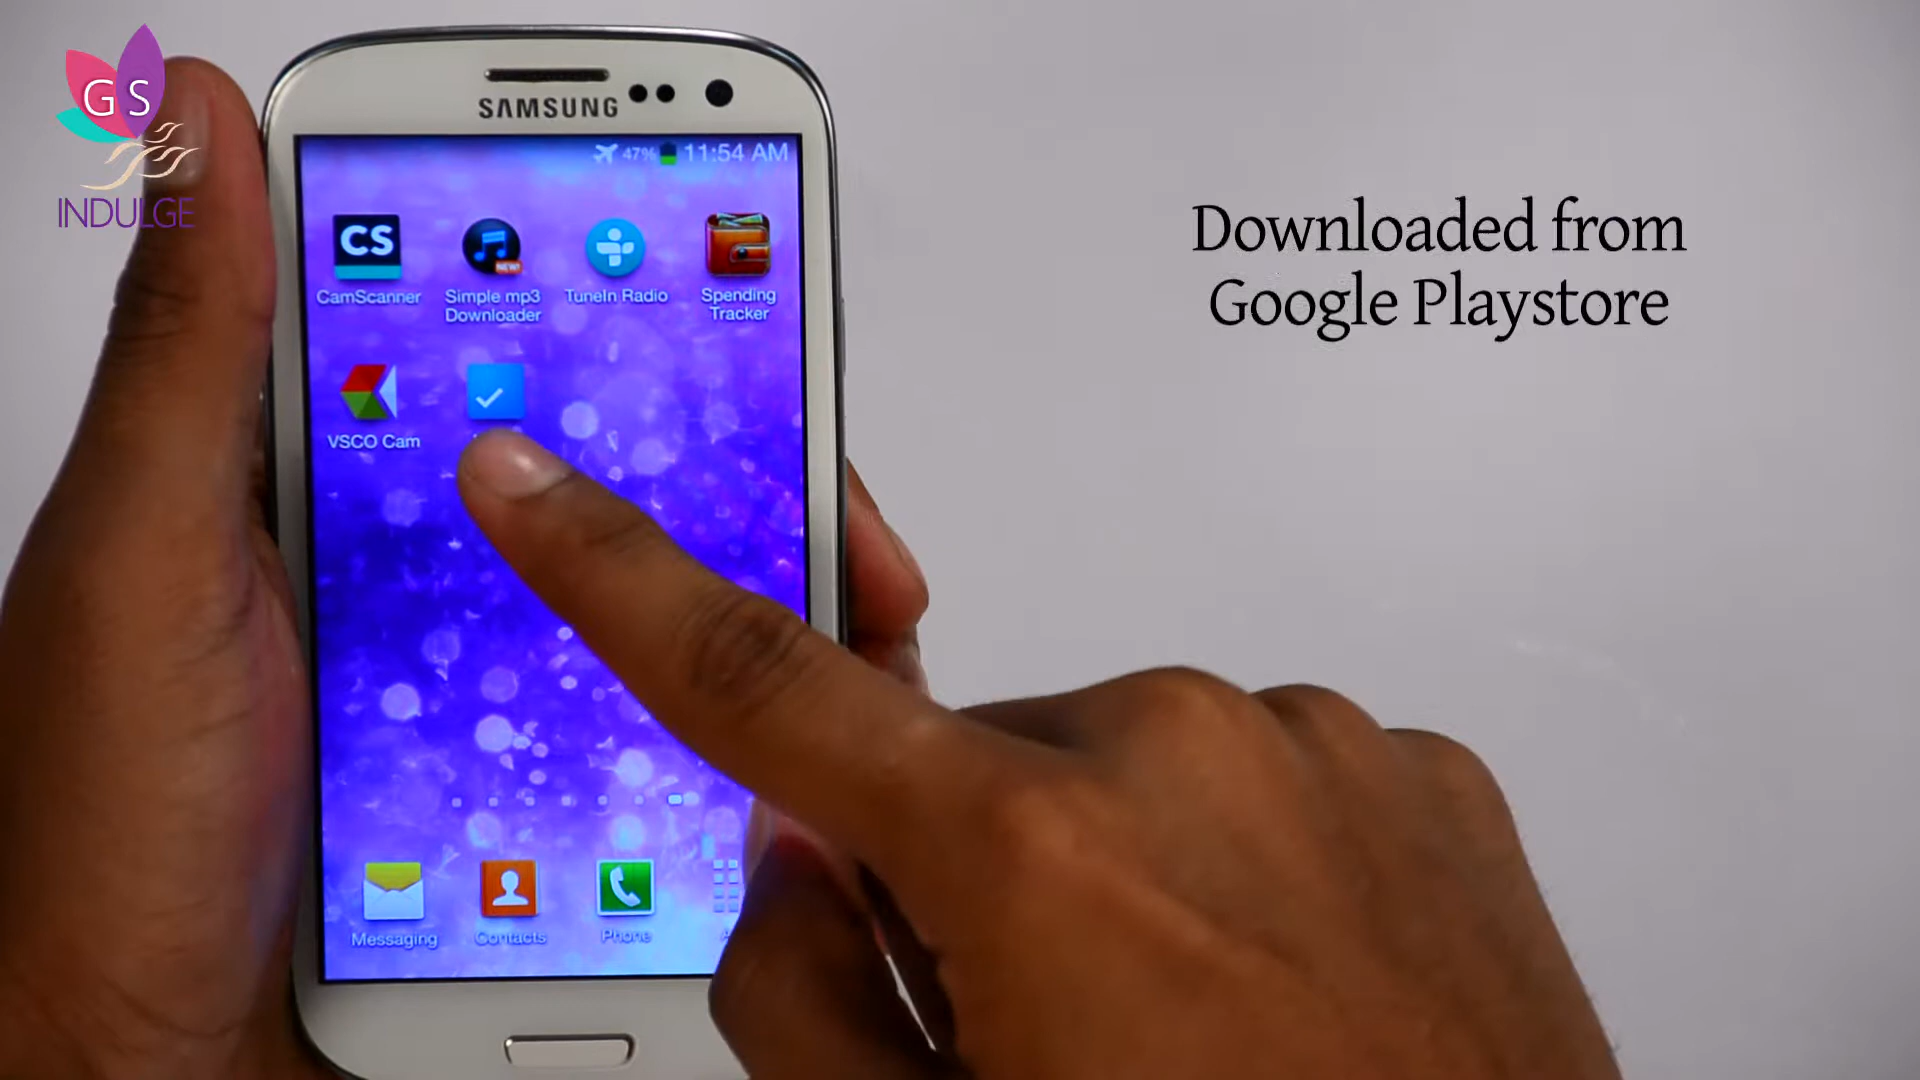 GS
INDULGE
SAMSUNG
47% 11:54 AM
CS
NEW!
CamScanner
Simple mp3
Downloader
TuneIn Radio
Spending
Tracker
VSCO Cam
Messaging
Contacts
Phone
Downloaded from
Google Playstore